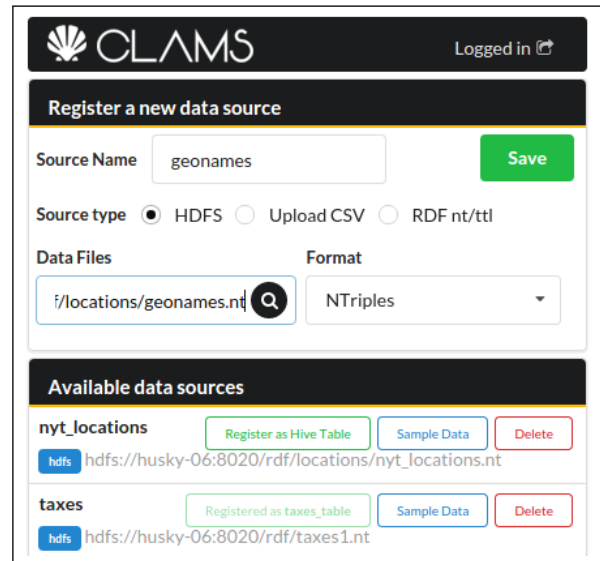 CLAMS
Logged in
Register a new data source
Source Name geonames Save
Source type HDFS Upload CSV RDF nt/ttl
Data Files Format
f/locations/geonames.nt NTriples
Available data sources
nyt_locations Register as Hive Table Sample Data Delete
hdfs hdfs://husky-06:8020/rdf/locations/nyt_locations.nt
taxes Registered as taxes_table Sample Data Delete
hdfs hdfs://husky-06:8020/rdf/taxes1.nt